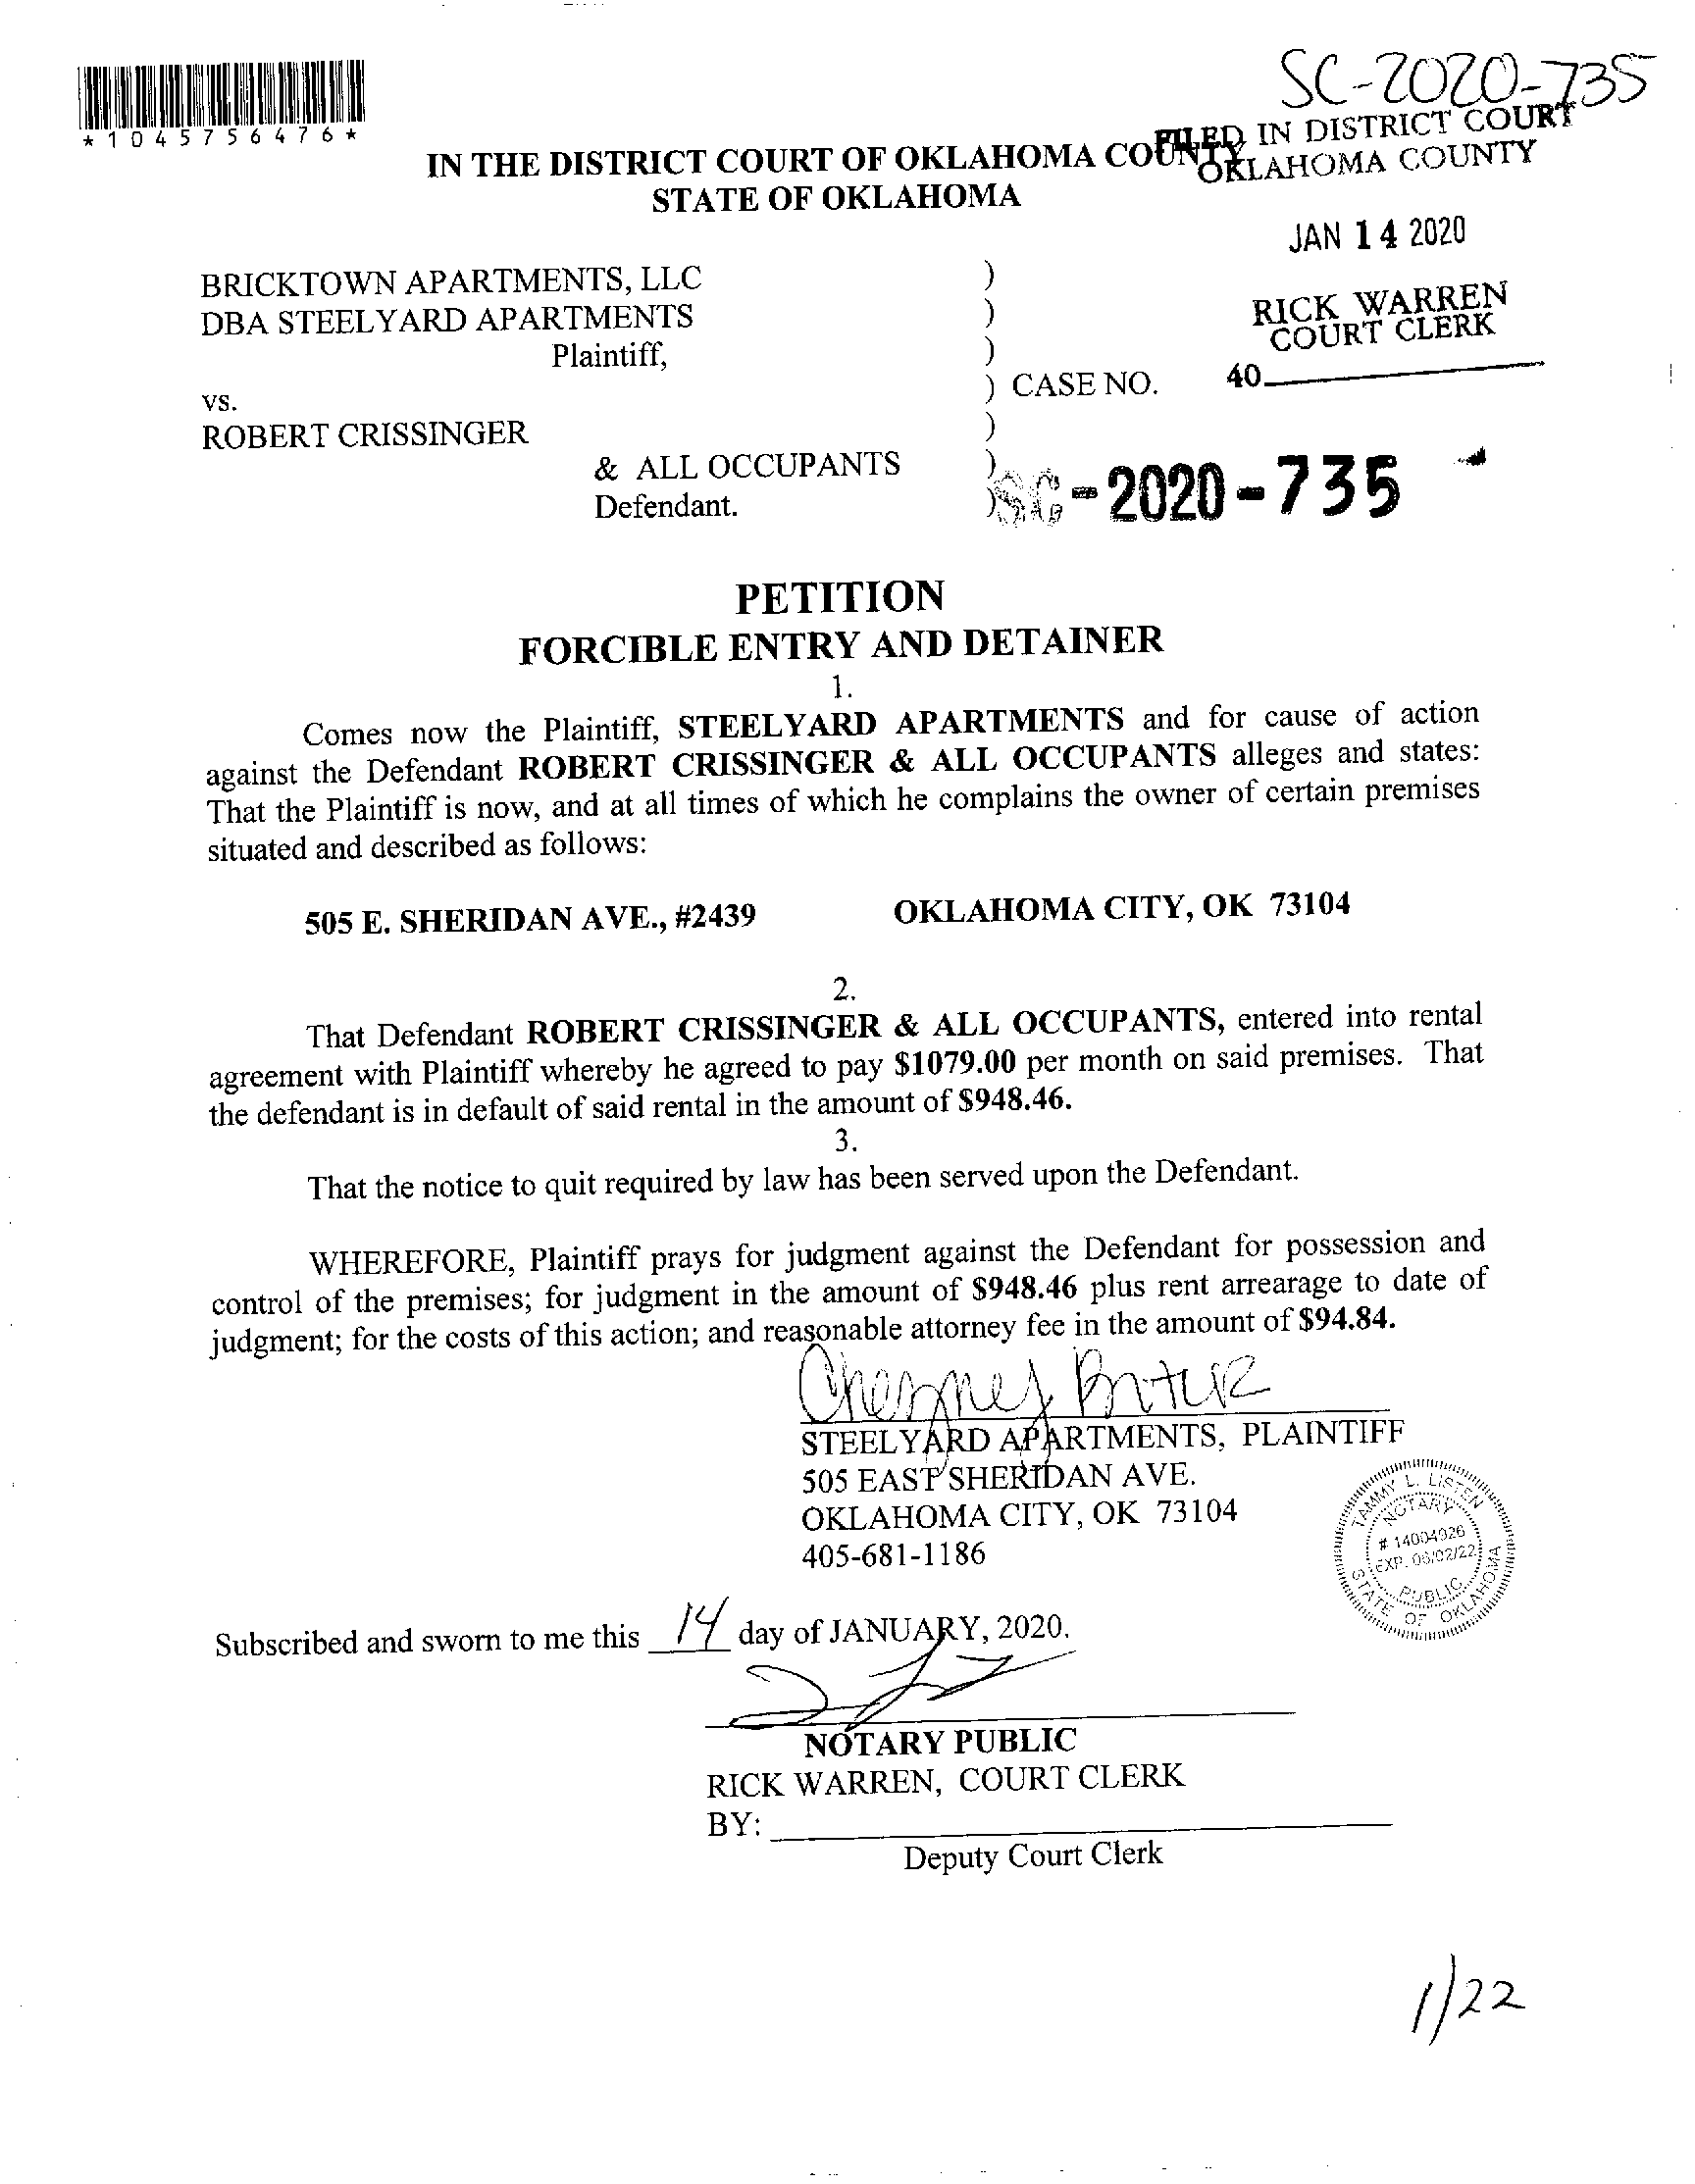 SC-2020-735
*1045756476*
FILED IN DISTRICT COURT
OKLAHOMA COUNTY
IN THE DISTRICT COURT OF OKLAHOMA COUNTY
STATE OF OKLAHOMA
JAN 14 2020
BRICKTOWN APARTMENTS, LLC )
DBA STEELYARD APARTMENTS )
RICK WARREN
COURT CLERK
Plaintiff, )
) CASE NO.
40
vs.
ROBERT CRISSINGER )
& ALL OCCUPANTS )
Defendant. )
SC-2020-735
PETITION
FORCIBLE ENTRY AND DETAINER
1.
Comes now the Plaintiff, STEELYARD APARTMENTS and for cause of action
against the Defendant ROBERT CRISSINGER & ALL OCCUPANTS alleges and states:
That the Plaintiff is now, and at all times of which he complains the owner of certain premises
situated and described as follows:
505 E. SHERIDAN AVE., #2439 OKLAHOMA CITY, OK 73104
2.
That Defendant ROBERT CRISSINGER & ALL OCCUPANTS, entered into rental
agreement with Plaintiff whereby he agreed to pay $1079.00 per month on said premises. That
the defendant is in default of said rental in the amount of $948.46.
3.
That the notice to quit required by law has been served upon the Defendant.
WHEREFORE, Plaintiff prays for judgment against the Defendant for possession and
control of the premises; for judgment in the amount of $948.46 plus rent arrearage to date of
judgment; for the costs of this action; and reasonable attorney fee in the amount of $94.84.
STEELYARD APARTMENTS, PLAINTIFF
505 EAST SHERIDAN AVE.
OKLAHOMA CITY, OK 73104
405-681-1186
TAMMY L. LISTEN
NOTARY
# 14004926
EXP. 06/02/22
PUBLIC
STATE OF OKLAHOMA
Subscribed and sworn to me this 14 day of JANUARY, 2020.
NOTARY PUBLIC
RICK WARREN, COURT CLERK
BY:
Deputy Court Clerk
1/22